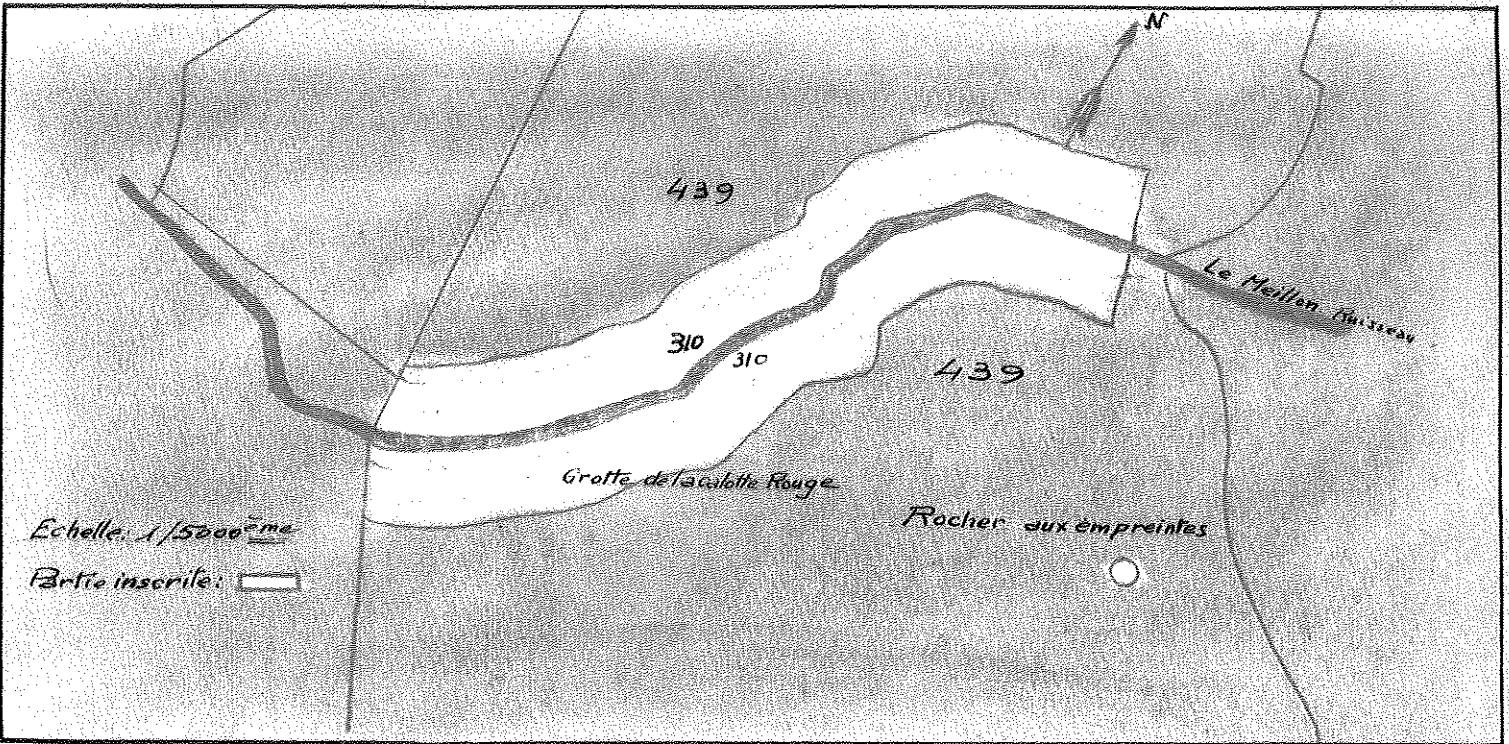 N
439
Le Meillon Ruisseau
310
310
439
Grotte de la Calotte Rouge
Rocher aux empreintes
Echelle: 1/5000ème
Partie inscrite: